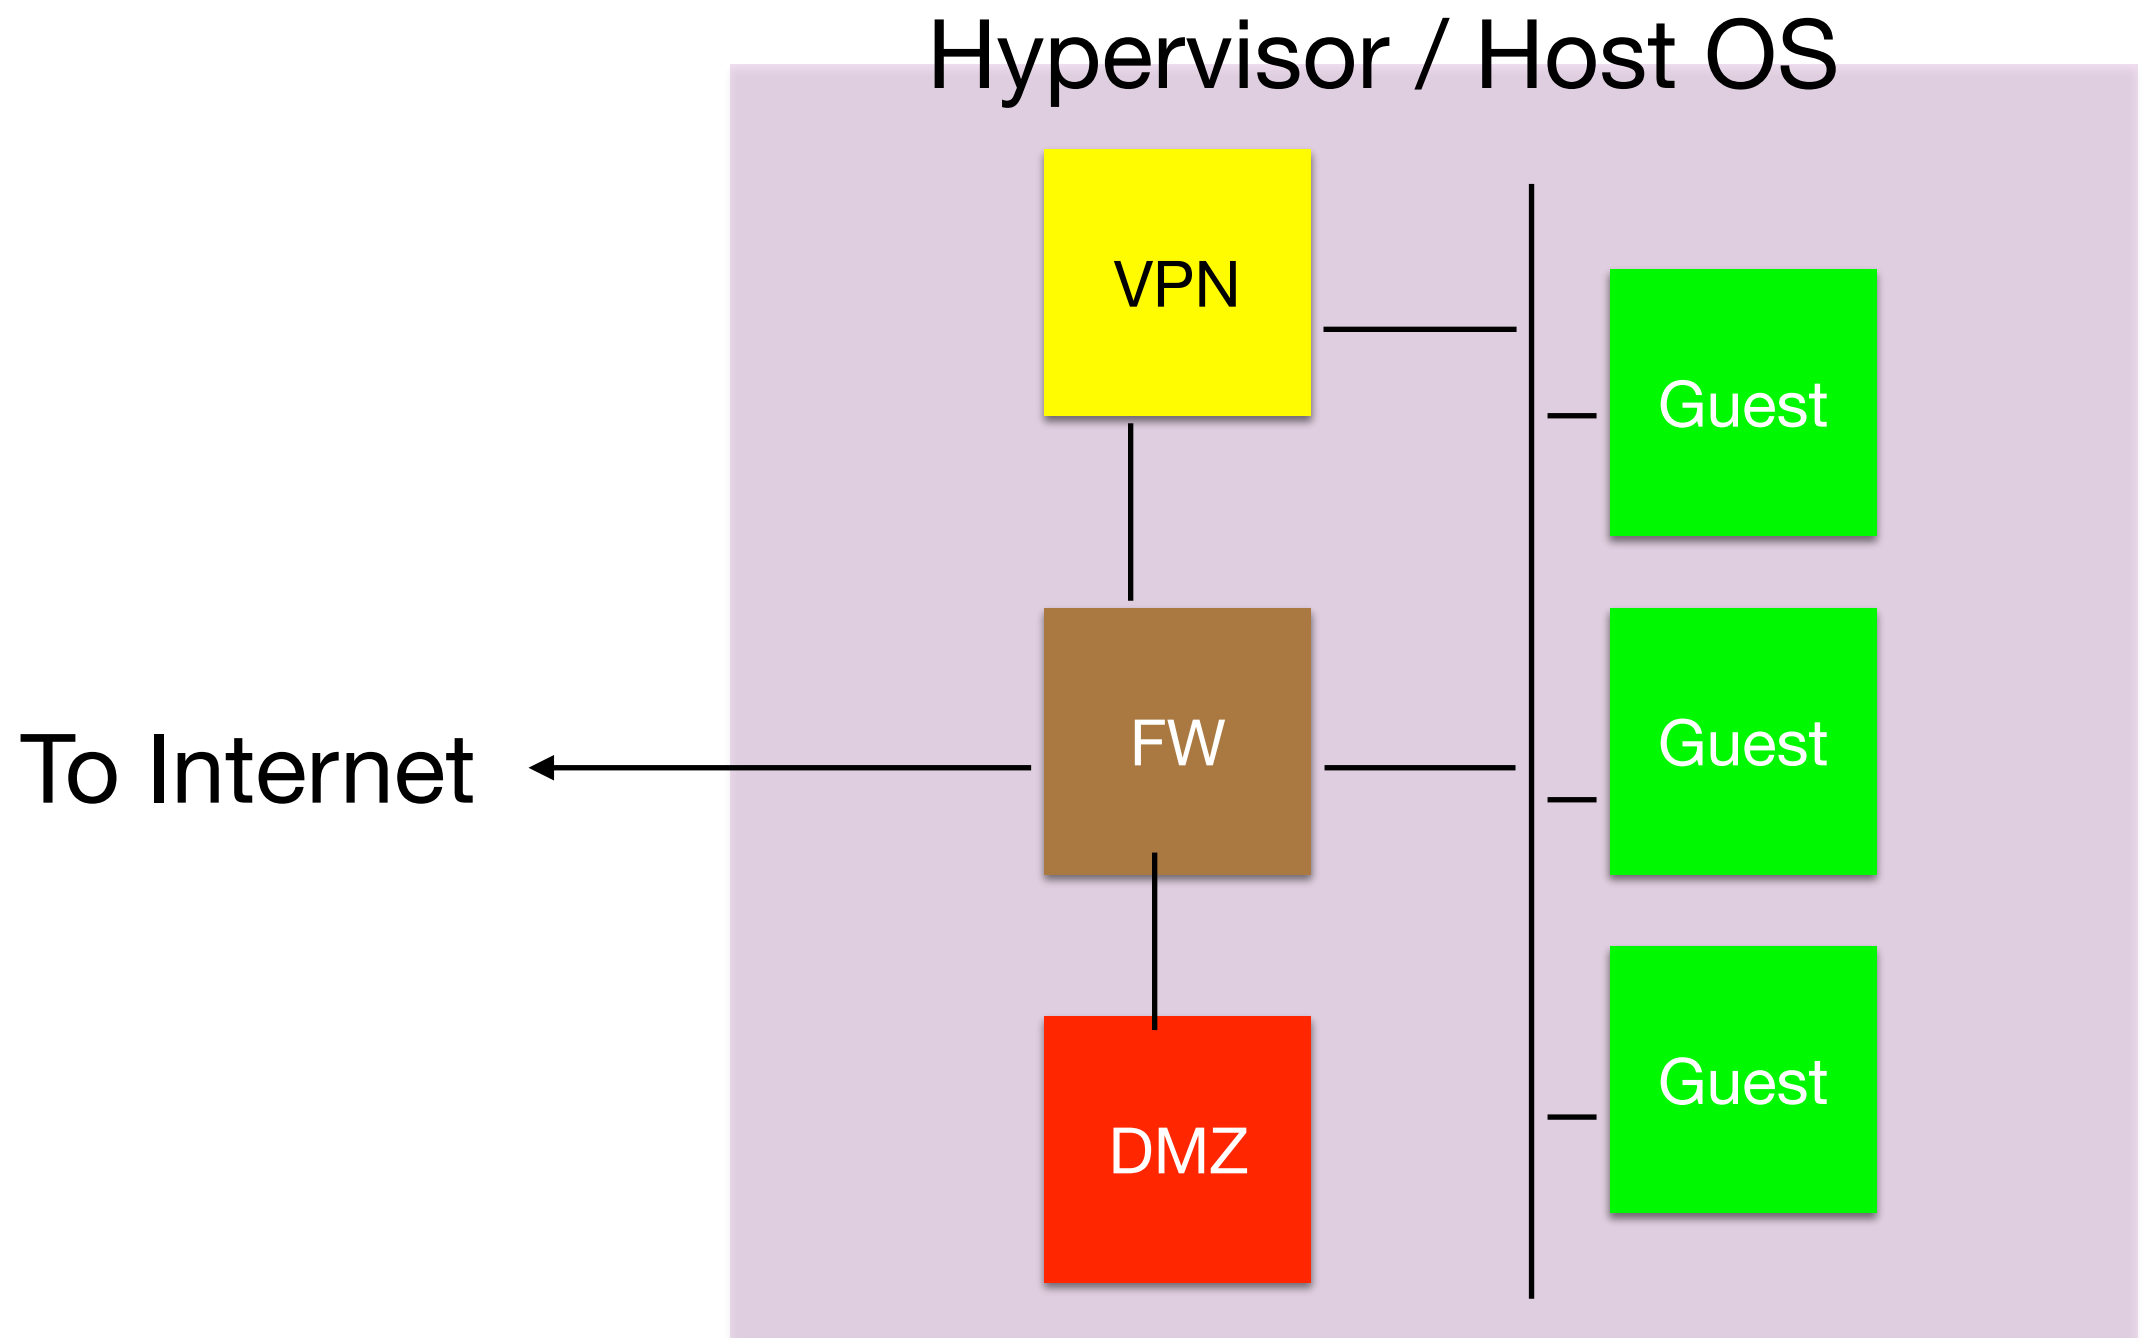 Hypervisor / Host OS
VPN
Guest
To Internet
FW
Guest
DMZ
Guest